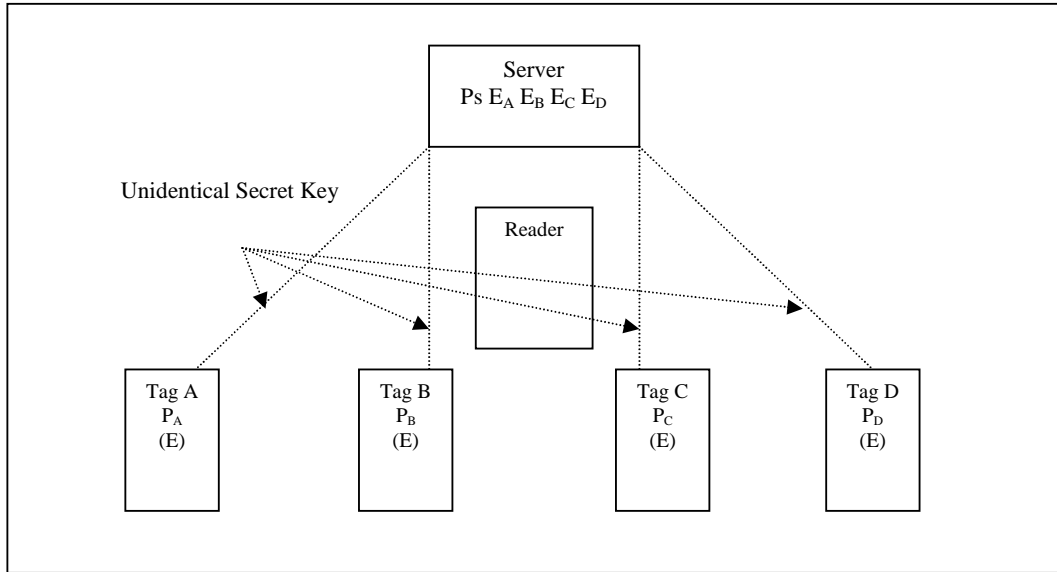 Server
Ps E_A E_B E_C E_D
Unidentical Secret Key
Reader
Tag A
P_A
(E)
Tag B
P_B
(E)
Tag C
P_C
(E)
Tag D
P_D
(E)